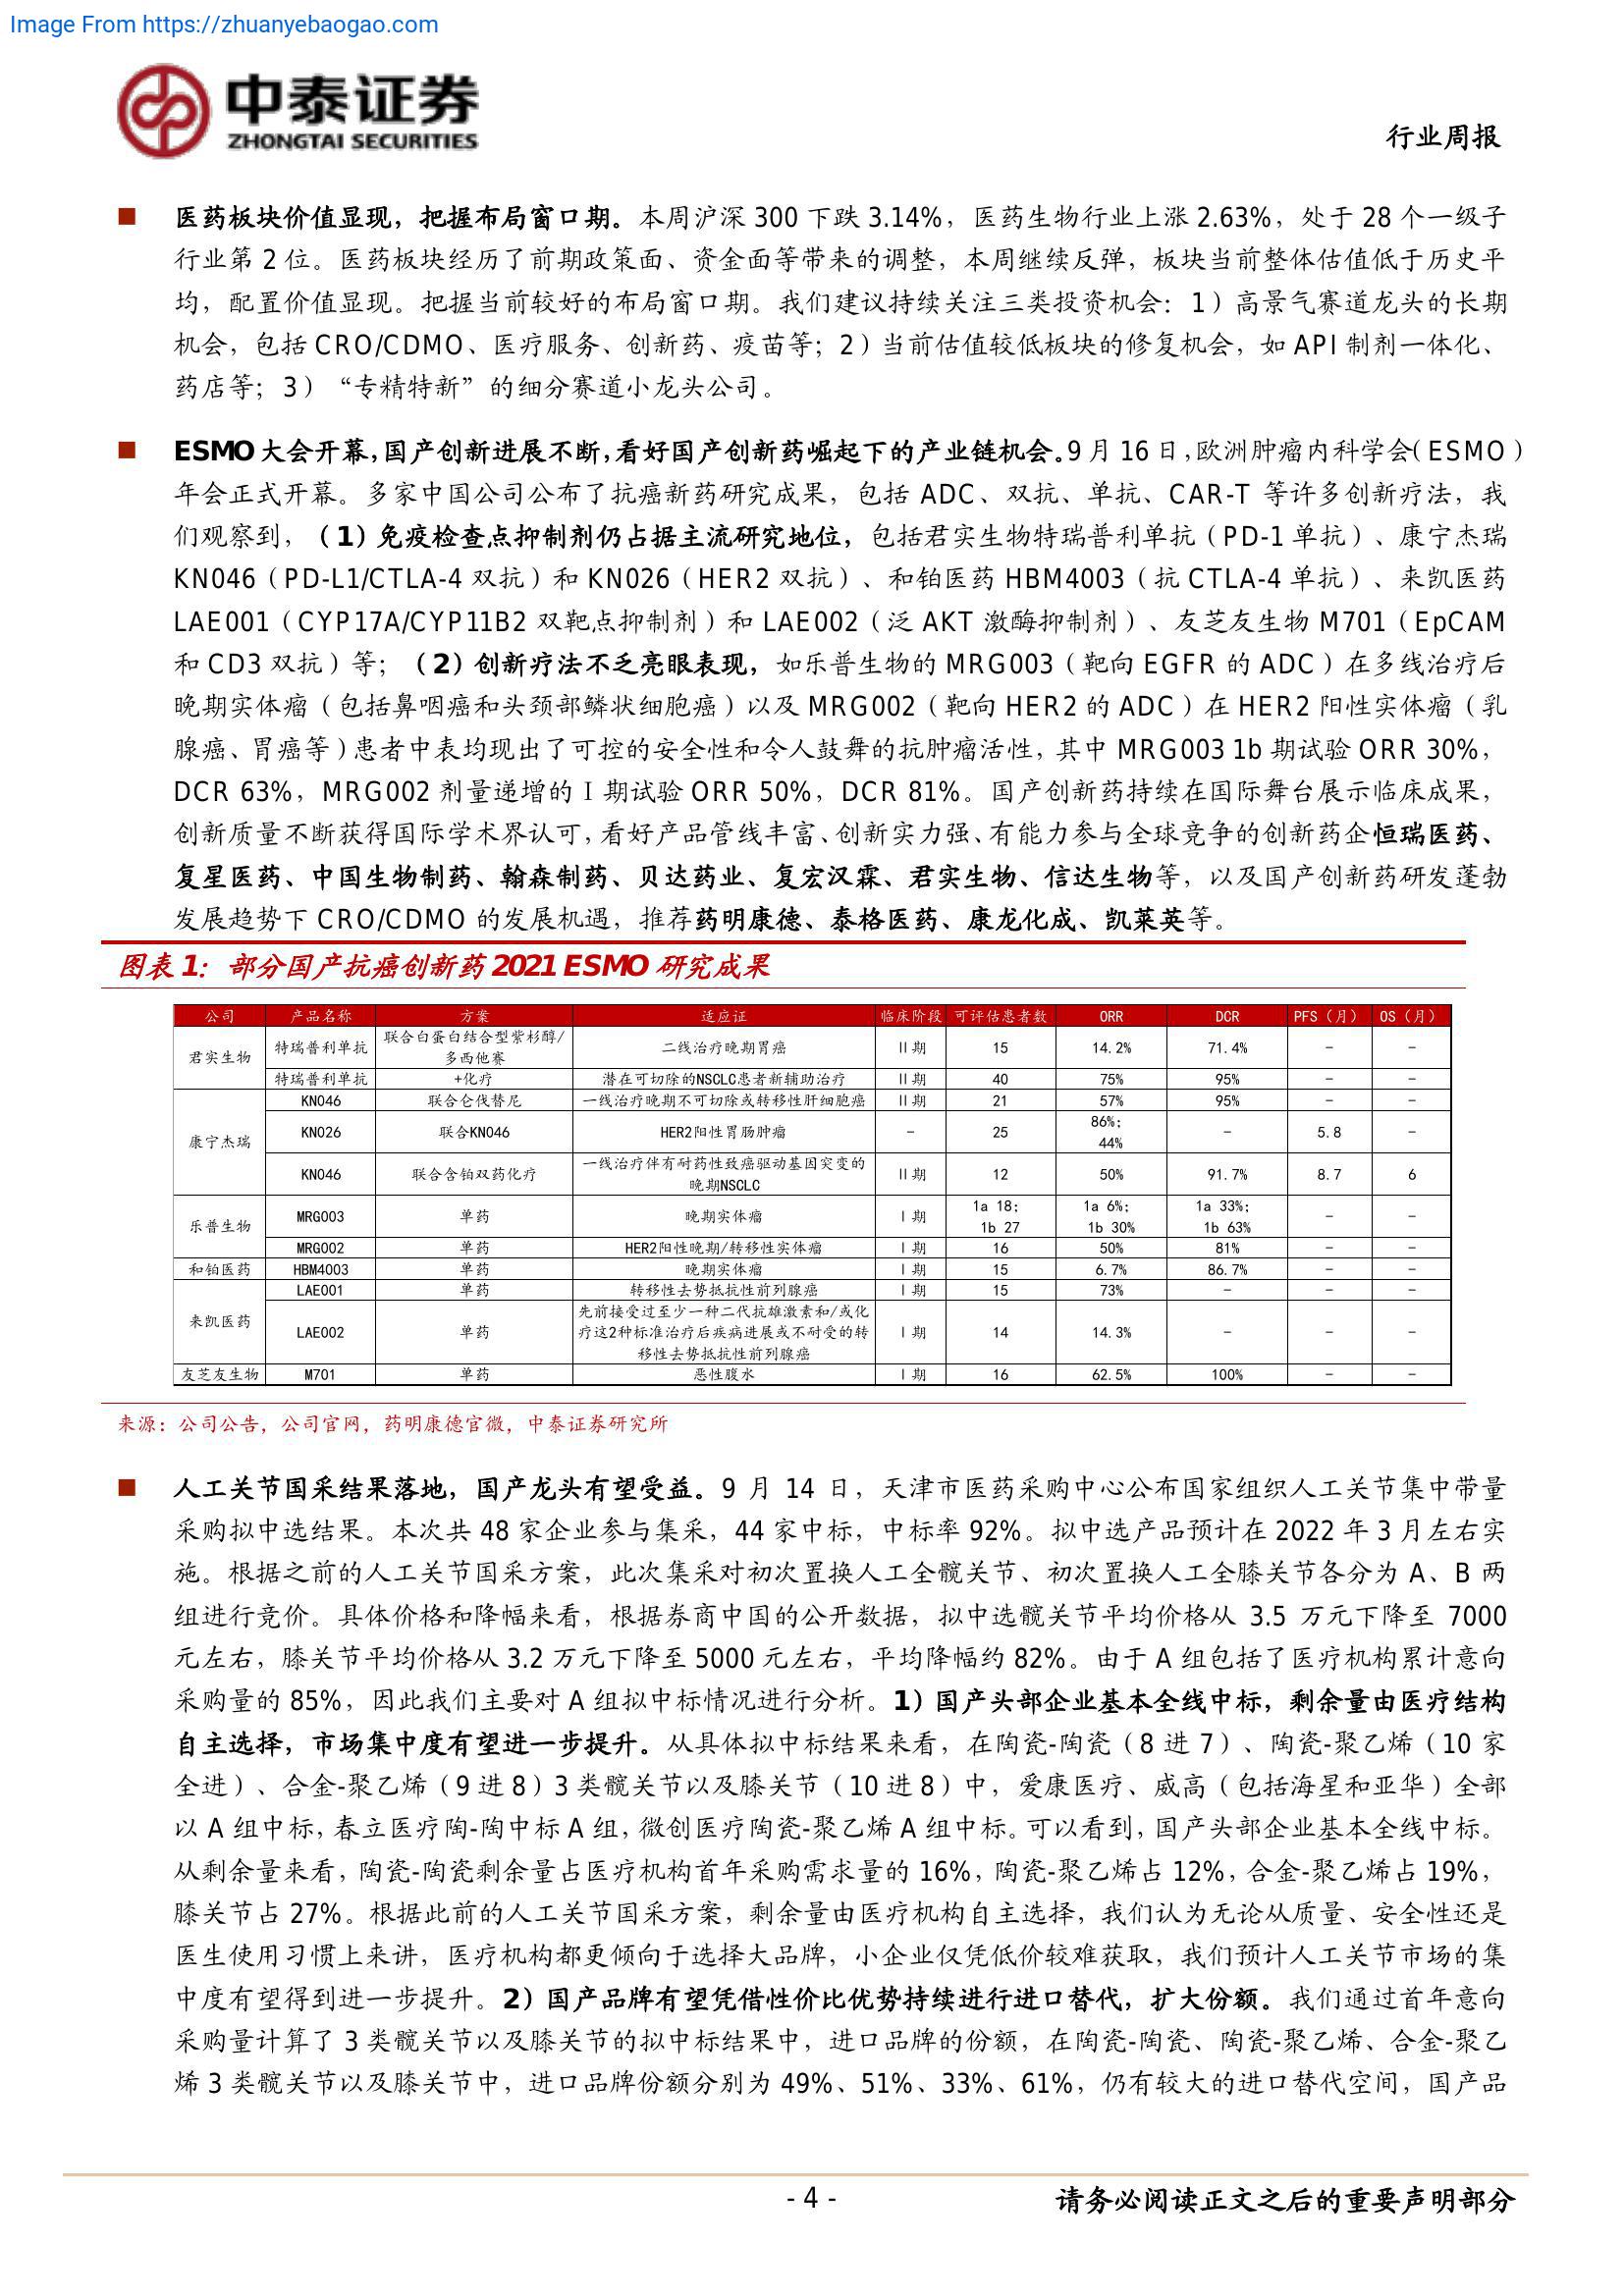 Image From https://zhuanyebaogao.com
中泰证券
ZHONGTAI SECURITIES
行业周报
■ 医药板块价值显现，把握布局窗口期。本周沪深 300 下跌 3.14%，医药生物行业上涨 2.63%，处于 28 个一级子
行业第 2 位。医药板块经历了前期政策面、资金面等带来的调整，本周继续反弹，板块当前整体估值低于历史平
均，配置价值显现。把握当前较好的布局窗口期。我们建议持续关注三类投资机会：1）高景气赛道龙头的长期
机会，包括 CRO/CDMO、医疗服务、创新药、疫苗等；2）当前估值较低板块的修复机会，如 API 制剂一体化、
药店等；3）“专精特新”的细分赛道小龙头公司。
■ ESMO 大会开幕，国产创新进展不断，看好国产创新药崛起下的产业链机会。9 月 16 日，欧洲肿瘤内科学会（ESMO）
年会正式开幕。多家中国公司公布了抗癌新药研究成果，包括 ADC、双抗、单抗、CAR-T 等许多创新疗法，我
们观察到，（1）免疫检查点抑制剂仍占据主流研究地位，包括君实生物特瑞普利单抗（PD-1 单抗）、康宁杰瑞
KN046（PD-L1/CTLA-4 双抗）和 KN026（HER2 双抗）、和铂医药 HBM4003（抗 CTLA-4 单抗）、来凯医药
LAE001（CYP17A/CYP11B2 双靶点抑制剂）和 LAE002（泛 AKT 激酶抑制剂）、友芝友生物 M701（EpCAM
和 CD3 双抗）等；（2）创新疗法不乏亮眼表现，如乐普生物的 MRG003（靶向 EGFR 的 ADC）在多线治疗后
晚期实体瘤（包括鼻咽癌和头颈部鳞状细胞癌）以及 MRG002（靶向 HER2 的 ADC）在 HER2 阳性实体瘤（乳
腺癌、胃癌等）患者中表均现出了可控的安全性和令人鼓舞的抗肿瘤活性，其中 MRG003 1b 期试验 ORR 30%，
DCR 63%，MRG002 剂量递增的 I 期试验 ORR 50%，DCR 81%。国产创新药持续在国际舞台展示临床成果，
创新质量不断获得国际学术界认可，看好产品管线丰富、创新实力强、有能力参与全球竞争的创新药企恒瑞医药、
复星医药、中国生物制药、翰森制药、贝达药业、复宏汉霖、君实生物、信达生物等，以及国产创新药研发蓬勃
发展趋势下 CRO/CDMO 的发展机遇，推荐药明康德、泰格医药、康龙化成、凯莱英等。
图表 1：部分国产抗癌创新药 2021 ESMO 研究成果
公司 产品名称 方案 适应证 临床阶段 可评估患者数 ORR DCR PFS（月） OS（月）
君实生物 特瑞普利单抗 联合白蛋白结合型紫杉醇/多西他赛 二线治疗晚期胃癌 II期 15 14.2% 71.4% - -
特瑞普利单抗 +化疗 潜在可切除的NSCLC患者新辅助治疗 II期 40 75% 95% - -
康宁杰瑞 KN046 联合仑伐替尼 一线治疗晚期不可切除或转移性肝细胞癌 II期 21 57% 95% - -
KN026 联合KN046 HER2阳性胃肠肿瘤 - 25 86%；44% - 5.8 -
KN046 联合含铂双药化疗 一线治疗伴有耐药性致癌驱动基因突变的晚期NSCLC II期 12 50% 91.7% 8.7 6
乐普生物 MRG003 单药 晚期实体瘤 I期 1a 18；1b 27 1a 6%；1b 30% 1a 33%；1b 63% - -
MRG002 单药 HER2阳性晚期/转移性实体瘤 I期 16 50% 81% - -
和铂医药 HBM4003 单药 晚期实体瘤 I期 15 6.7% 86.7% - -
来凯医药 LAE001 单药 转移性去势抵抗性前列腺癌 I期 15 73% - - -
LAE002 单药 先前接受过至少一种二代抗雄激素和/或化疗这2种标准治疗后疾病进展或不耐受的转移性去势抵抗性前列腺癌 I期 14 14.3% - - -
友芝友生物 M701 单药 恶性腹水 I期 16 62.5% 100% - -
来源：公司公告，公司官网，药明康德官微，中泰证券研究所
■ 人工关节国采结果落地，国产龙头有望受益。9 月 14 日，天津市医药采购中心公布国家组织人工关节集中带量
采购拟中选结果。本次共 48 家企业参与集采，44 家中标，中标率 92%。拟中选产品预计在 2022 年 3 月左右实
施。根据之前的人工关节国采方案，此次集采对初次置换人工全髋关节、初次置换人工全膝关节各分为 A、B 两
组进行竞价。具体价格和降幅来看，根据券商中国的公开数据，拟中选髋关节平均价格从 3.5 万元下降至 7000
元左右，膝关节平均价格从 3.2 万元下降至 5000 元左右，平均降幅约 82%。由于 A 组包括了医疗机构累计意向
采购量的 85%，因此我们主要对 A 组拟中标情况进行分析。1）国产头部企业基本全线中标，剩余量由医疗结构
自主选择，市场集中度有望进一步提升。从具体拟中标结果来看，在陶瓷-陶瓷（8 进 7）、陶瓷-聚乙烯（10 家
全进）、合金-聚乙烯（9 进 8）3 类髋关节以及膝关节（10 进 8）中，爱康医疗、威高（包括海星和亚华）全部
以 A 组中标，春立医疗陶-陶中标 A 组，微创医疗陶瓷-聚乙烯 A 组中标。可以看到，国产头部企业基本全线中标。
从剩余量来看，陶瓷-陶瓷剩余量占医疗机构首年采购需求量的 16%，陶瓷-聚乙烯占 12%，合金-聚乙烯占 19%，
膝关节占 27%。根据此前的人工关节国采方案，剩余量由医疗机构自主选择，我们认为无论从质量、安全性还是
医生使用习惯上来讲，医疗机构都更倾向于选择大品牌，小企业仅凭低价较难获取，我们预计人工关节市场的集
中度有望得到进一步提升。2）国产品牌有望凭借性价比优势持续进行进口替代，扩大份额。我们通过首年意向
采购量计算了 3 类髋关节以及膝关节的拟中标结果中，进口品牌的份额，在陶瓷-陶瓷、陶瓷-聚乙烯、合金-聚乙
烯 3 类髋关节以及膝关节中，进口品牌份额分别为 49%、51%、33%、61%，仍有较大的进口替代空间，国产品
- 4 -
请务必阅读正文之后的重要声明部分